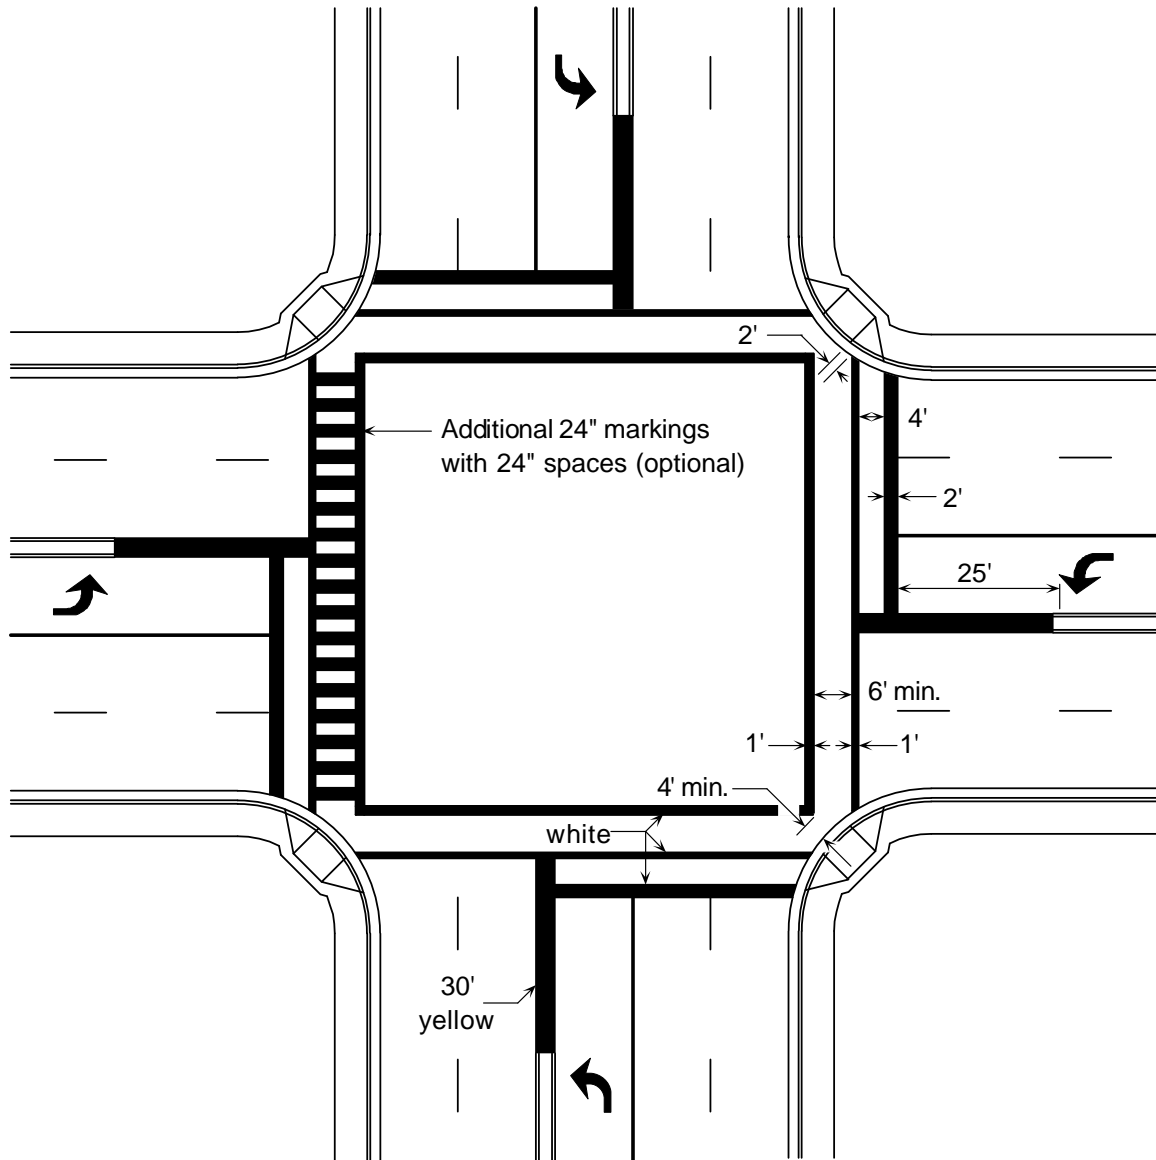 2'
4'
Additional 24" markings
with 24" spaces (optional)
2'
25'
6' min.
1'
1'
4' min.
white
30'
yellow